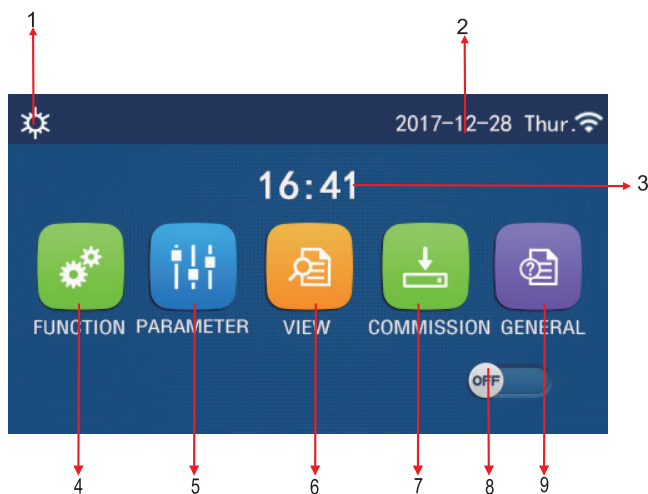 1
2
2017-12-28 Thur.
16:41
3
FUNCTION PARAMETER VIEW COMMISSION GENERAL
OFF
4 5 6 7 8 9